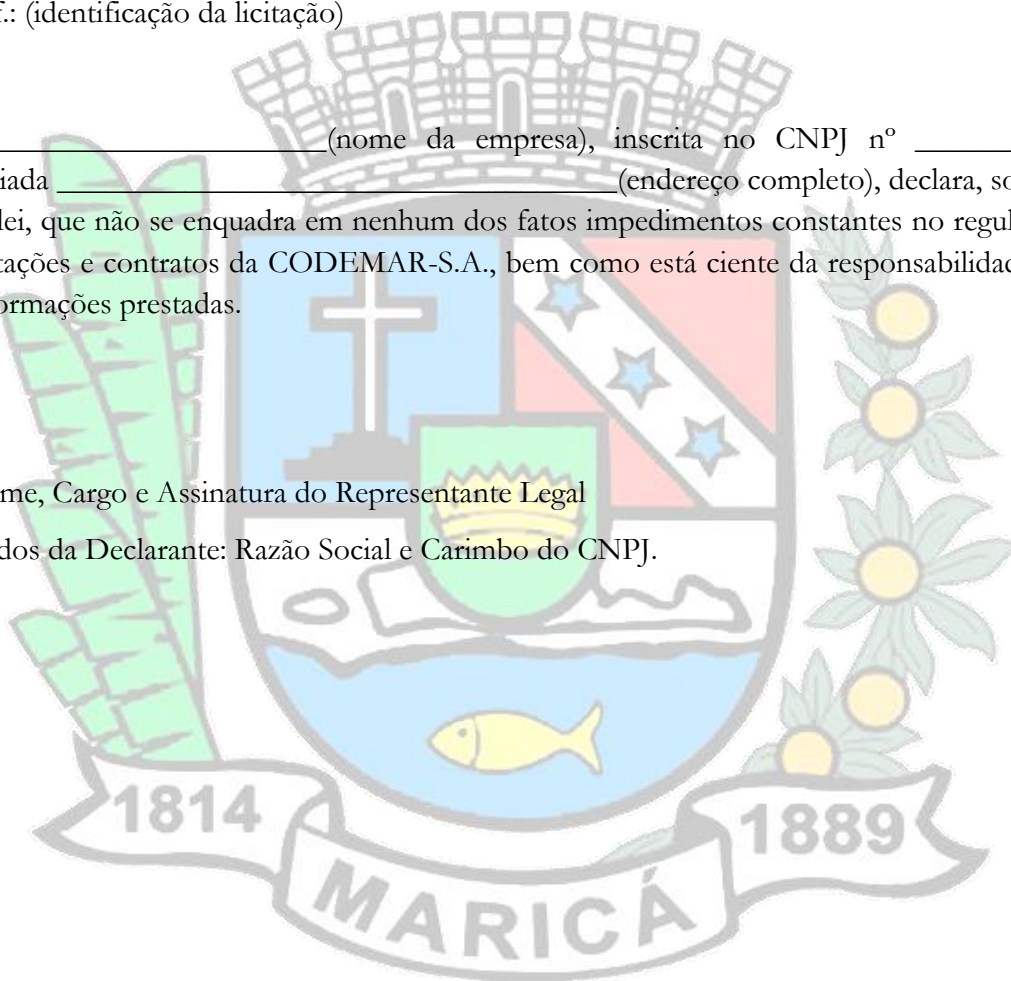 f.: (identificação da licitação)
____________________(nome da empresa), inscrita no CNPJ nº ______
iada ___________________________________(endereço completo), declara, so
lei, que não se enquadra em nenhum dos fatos impedimentos constantes no regul
tações e contratos da CODEMAR-S.A., bem como está ciente da responsabilidad
ormações prestadas.
me, Cargo e Assinatura do Representante Legal
dos da Declarante: Razão Social e Carimbo do CNPJ.
1814
1889
MARICÁ